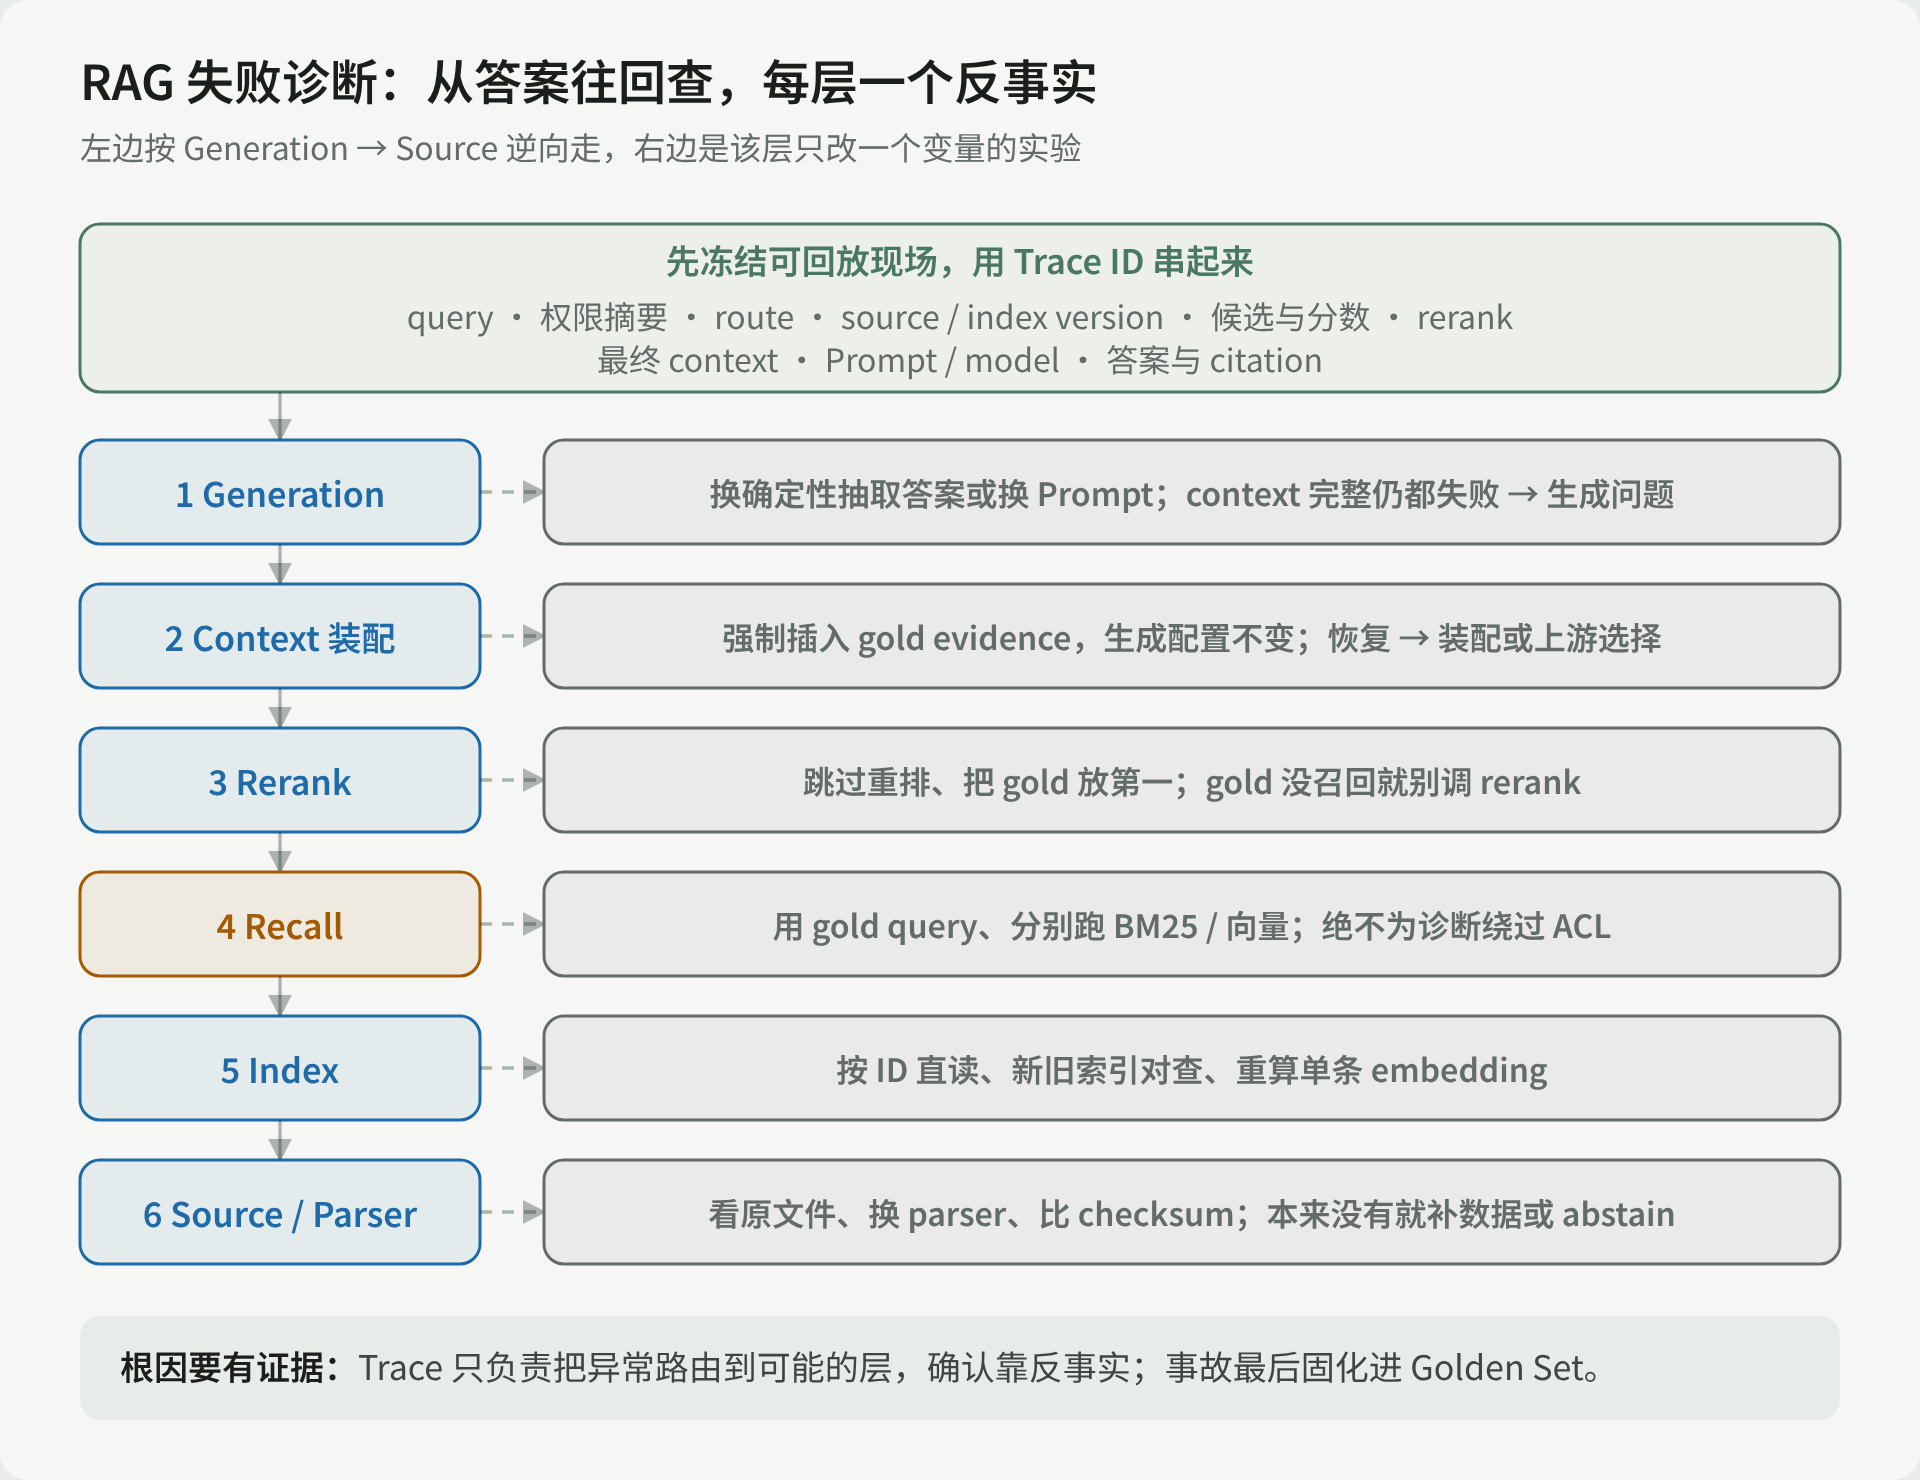 RAG 失败诊断：从答案往回查，每层一个反事实
左边按 Generation → Source 逆向走，右边是该层只改一个变量的实验
先冻结可回放现场，用 Trace ID 串起来
query · 权限摘要 · route · source / index version · 候选与分数 · rerank
最终 context · Prompt / model · 答案与 citation
1 Generation
换确定性抽取答案或换 Prompt；context 完整仍都失败 → 生成问题
2 Context 装配
强制插入 gold evidence，生成配置不变；恢复 → 装配或上游选择
3 Rerank
跳过重排、把 gold 放第一；gold 没召回就别调 rerank
4 Recall
用 gold query、分别跑 BM25 / 向量；绝不为诊断绕过 ACL
5 Index
按 ID 直读、新旧索引对查、重算单条 embedding
6 Source / Parser
看原文件、换 parser、比 checksum；本来没有就补数据或 abstain
根因要有证据：Trace 只负责把异常路由到可能的层，确认靠反事实；事故最后固化进 Golden Set。